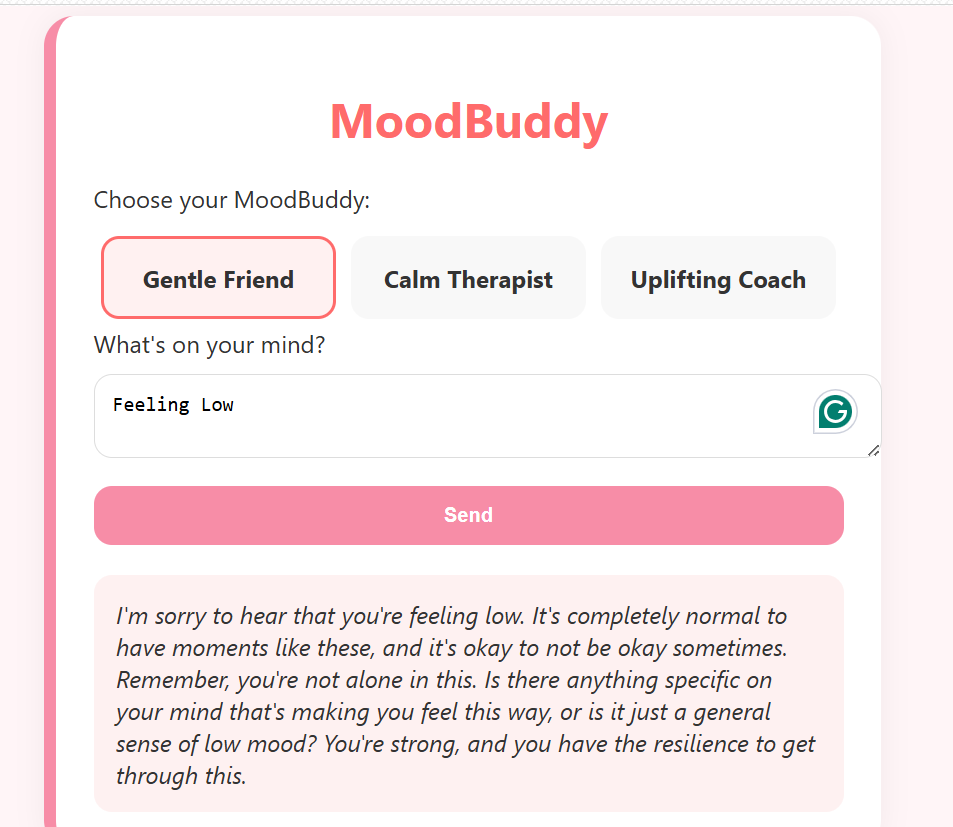 MoodBuddy
Choose your MoodBuddy:
Gentle Friend Calm Therapist Uplifting Coach
What's on your mind?
Feeling Low
G
Send
I'm sorry to hear that you're feeling low. It's completely normal to
have moments like these, and it's okay to not be okay sometimes.
Remember, you're not alone in this. Is there anything specific on
your mind that's making you feel this way, or is it just a general
sense of low mood? You're strong, and you have the resilience to get
through this.